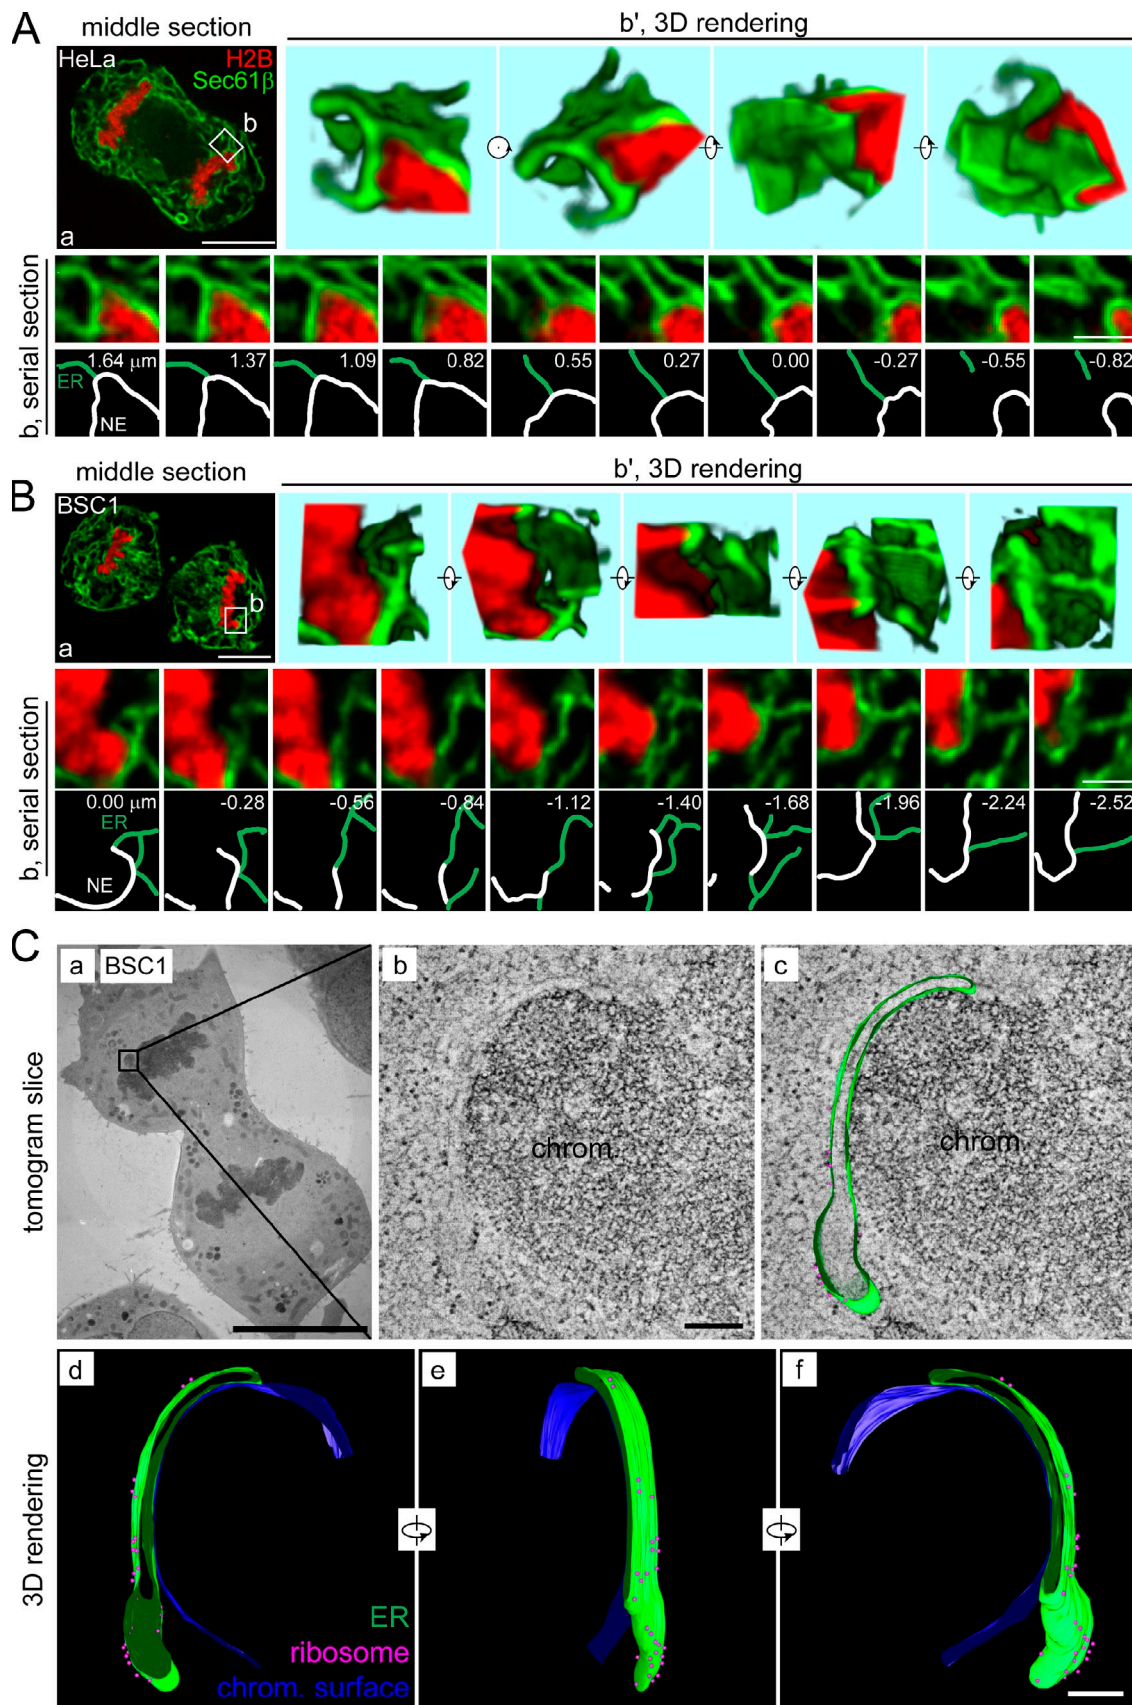 A
middle section
b', 3D rendering
HeLa
H2B
Sec61β
b
a
b, serial section
1.64 μm
1.37
1.09
0.82
0.55
0.27
0.00
-0.27
-0.55
-0.82
ER
NE
B
middle section
b', 3D rendering
BSC1
b
a
b, serial section
0.00 μm
-0.28
-0.56
-0.84
-1.12
-1.40
-1.68
-1.96
-2.24
-2.52
ER
NE
C
tomogram slice
a
BSC1
b
chrom.
c
chrom.
3D rendering
d
e
f
ER
ribosome
chrom. surface